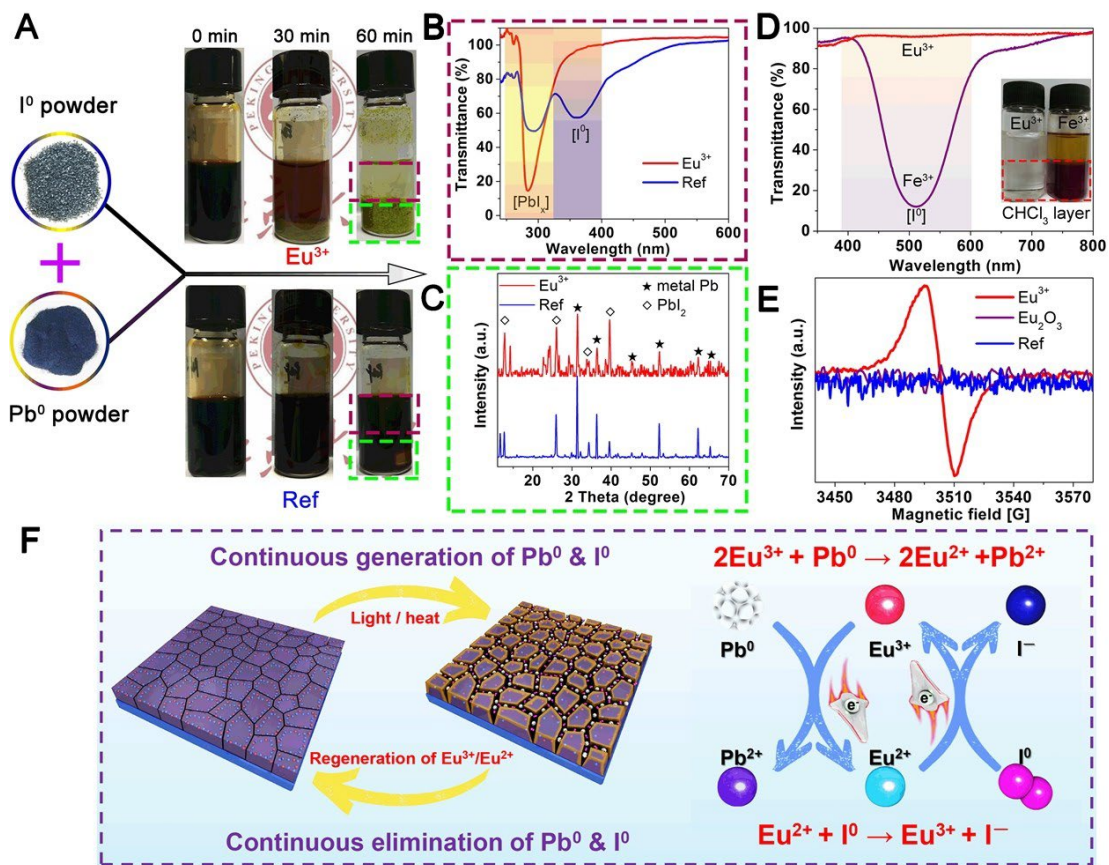 A
I⁰ powder
Pb⁰ powder
0 min
30 min
60 min
PEKING UNIVERSITY
Eu³⁺
Ref
B
Transmittance (%)
100
80
60
40
20
0
[I⁰]
[PbIₓ]
Eu³⁺
Ref
300
400
500
600
Wavelength (nm)
C
Intensity (a.u.)
Eu³⁺
Ref
★ metal Pb
◇ PbI₂
20
30
40
50
60
70
2 Theta (degree)
D
Transmittance (%)
100
80
60
40
20
0
Eu³⁺
Fe³⁺
[I⁰]
Eu³⁺
Fe³⁺
CHCl₃ layer
400
500
600
700
800
Wavelength (nm)
E
Intensity (a.u.)
Eu³⁺
Eu₂O₃
Ref
3440
3480
3510
3540
3580
Magnetic field [G]
F
Continuous generation of Pb⁰ & I⁰
Light / heat
Regeneration of Eu³⁺/Eu²⁺
Continuous elimination of Pb⁰ & I⁰
2Eu³⁺ + Pb⁰ → 2Eu²⁺ +Pb²⁺
Pb⁰
Eu³⁺
I⁻
e⁻
e⁻
Pb²⁺
Eu²⁺
I⁰
Eu²⁺ + I⁰ → Eu³⁺ + I⁻